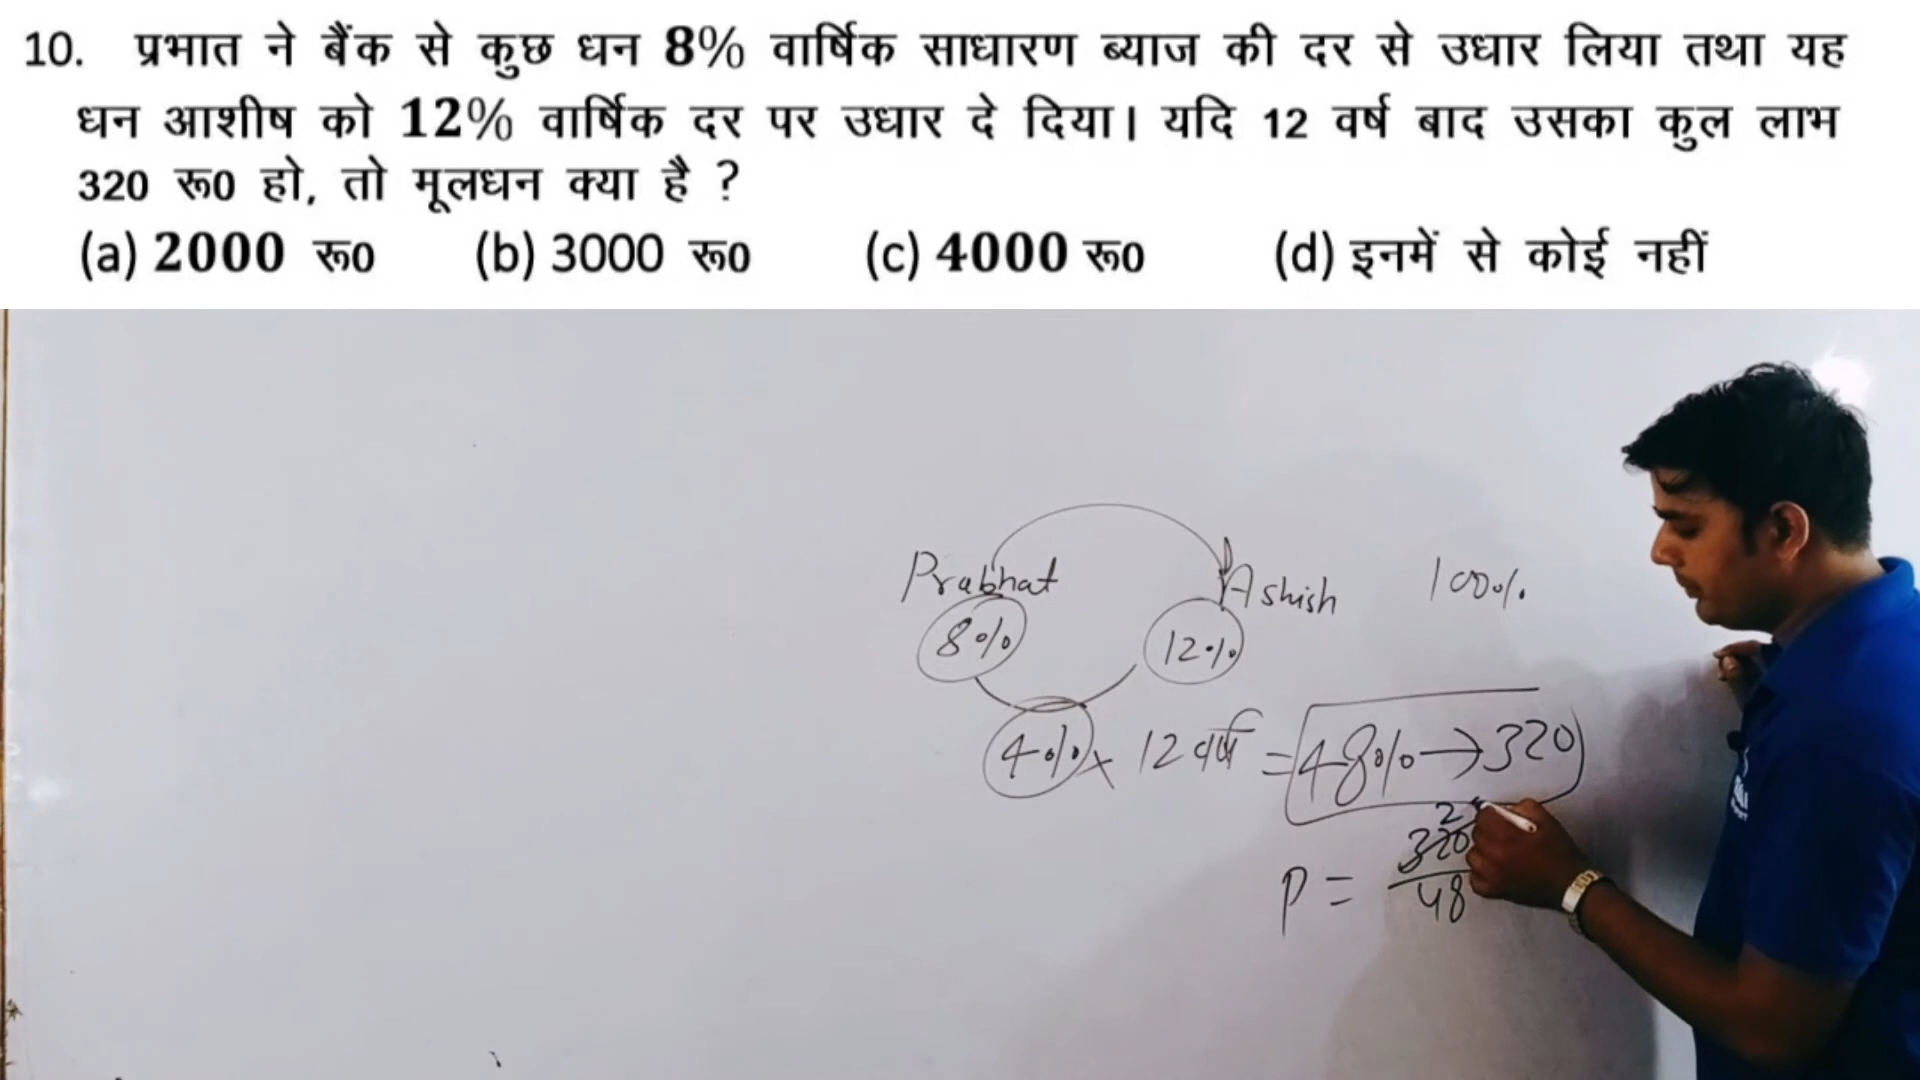 10. प्रभात ने बैंक से कुछ धन 8% वार्षिक साधारण ब्याज की दर से उधार लिया तथा यह
धन आशीष को 12% वार्षिक दर पर उधार दे दिया। यदि 12 वर्ष बाद उसका कुल लाभ
320 रू0 हो, तो मूलधन क्या है ?
(a) 2000 रू0 (b) 3000 रू0 (c) 4000 रू0 (d) इनमें से कोई नहीं
Prabhat Ashish 100%
8% 12%
4% × 12 वर्ष = 48% → 320
2
P = 320
48